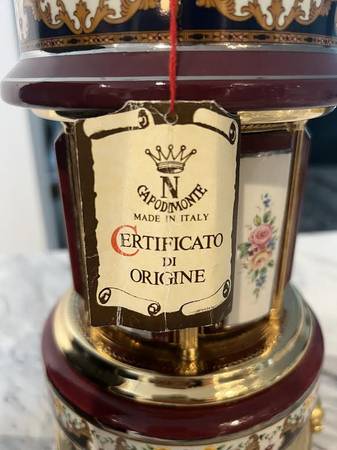 N
CAPODIMONTE
MADE IN ITALY
CERTIFICATO
DI
ORIGINE